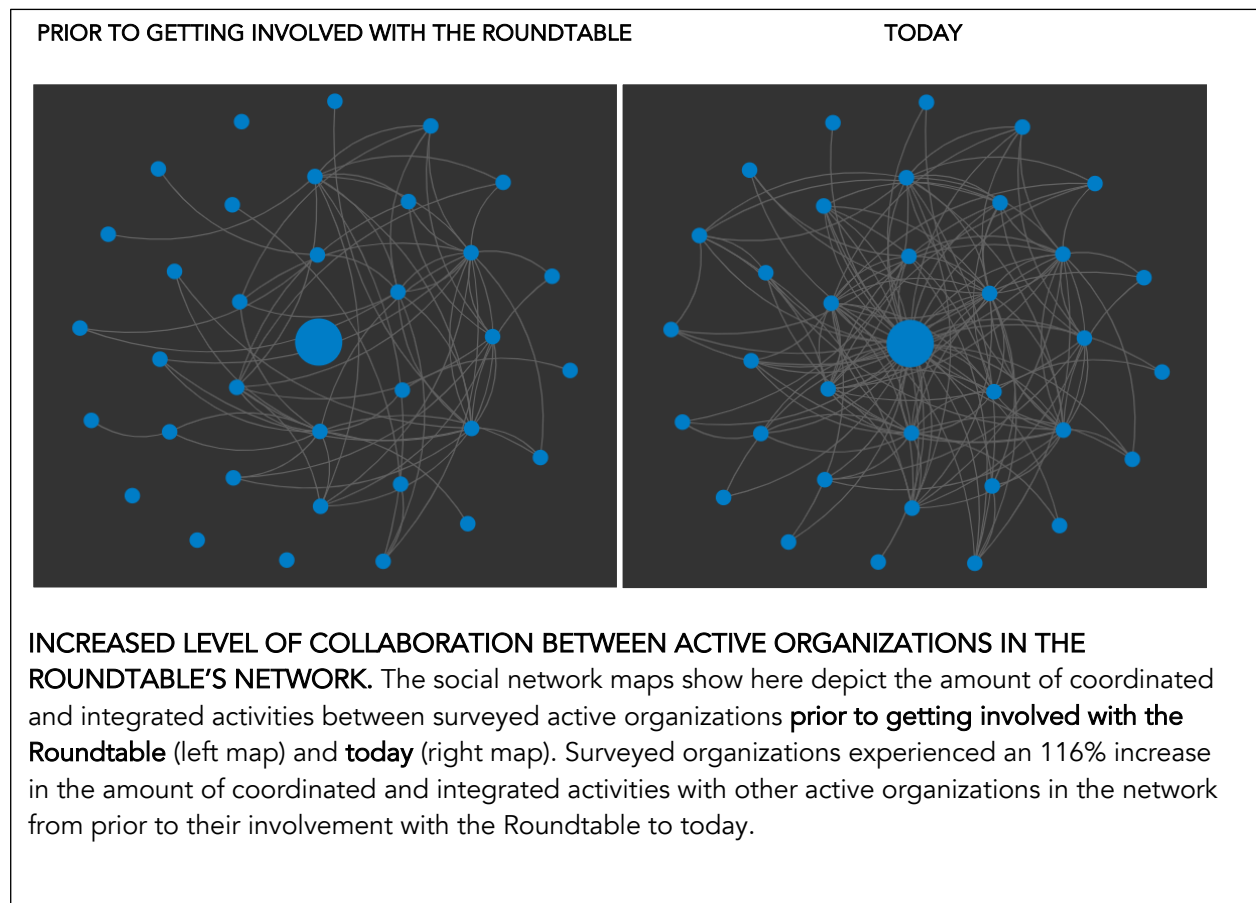 PRIOR TO GETTING INVOLVED WITH THE ROUNDTABLE
TODAY
INCREASED LEVEL OF COLLABORATION BETWEEN ACTIVE ORGANIZATIONS IN THE
ROUNDTABLE'S NETWORK. The social network maps show here depict the amount of coordinated
and integrated activities between surveyed active organizations prior to getting involved with the
Roundtable (left map) and today (right map). Surveyed organizations experienced an 116% increase
in the amount of coordinated and integrated activities with other active organizations in the network
from prior to their involvement with the Roundtable to today.